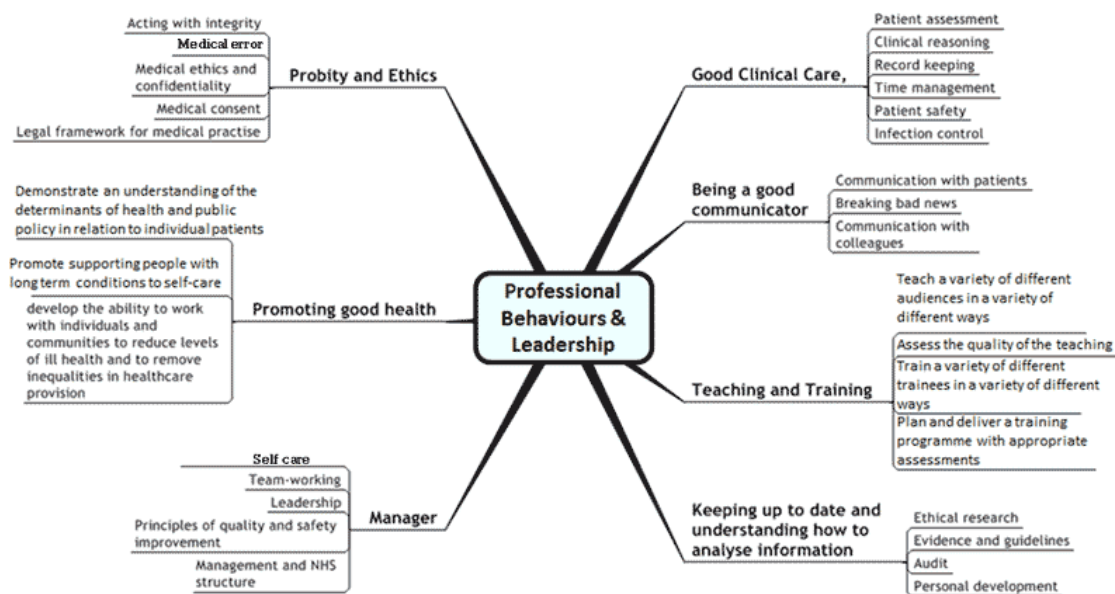 Acting with integrity
Medical error
Medical ethics and
confidentiality
Medical consent
Legal framework for medical practise
Probity and Ethics
Good Clinical Care,
Patient assessment
Clinical reasoning
Record keeping
Time management
Patient safety
Infection control
Demonstrate an understanding of the
determinants of health and public
policy in relation to individual patients
Promote supporting people with
long term conditions to self-care
develop the ability to work
with individuals and
communities to reduce levels
of ill health and to remove
inequalities in healthcare
provision
Promoting good health
Professional
Behaviours &
Leadership
Being a good
communicator
Communication with patients
Breaking bad news
Communication with
colleagues
Teaching and Training
Teach a variety of different
audiences in a variety of
different ways
Assess the quality of the teaching
Train a variety of different
trainees in a variety of different
ways
Plan and deliver a training
programme with appropriate
assessments
Self care
Team-working
Leadership
Principles of quality and safety
improvement
Management and NHS
structure
Manager
Keeping up to date and
understanding how to
analyse information
Ethical research
Evidence and guidelines
Audit
Personal development